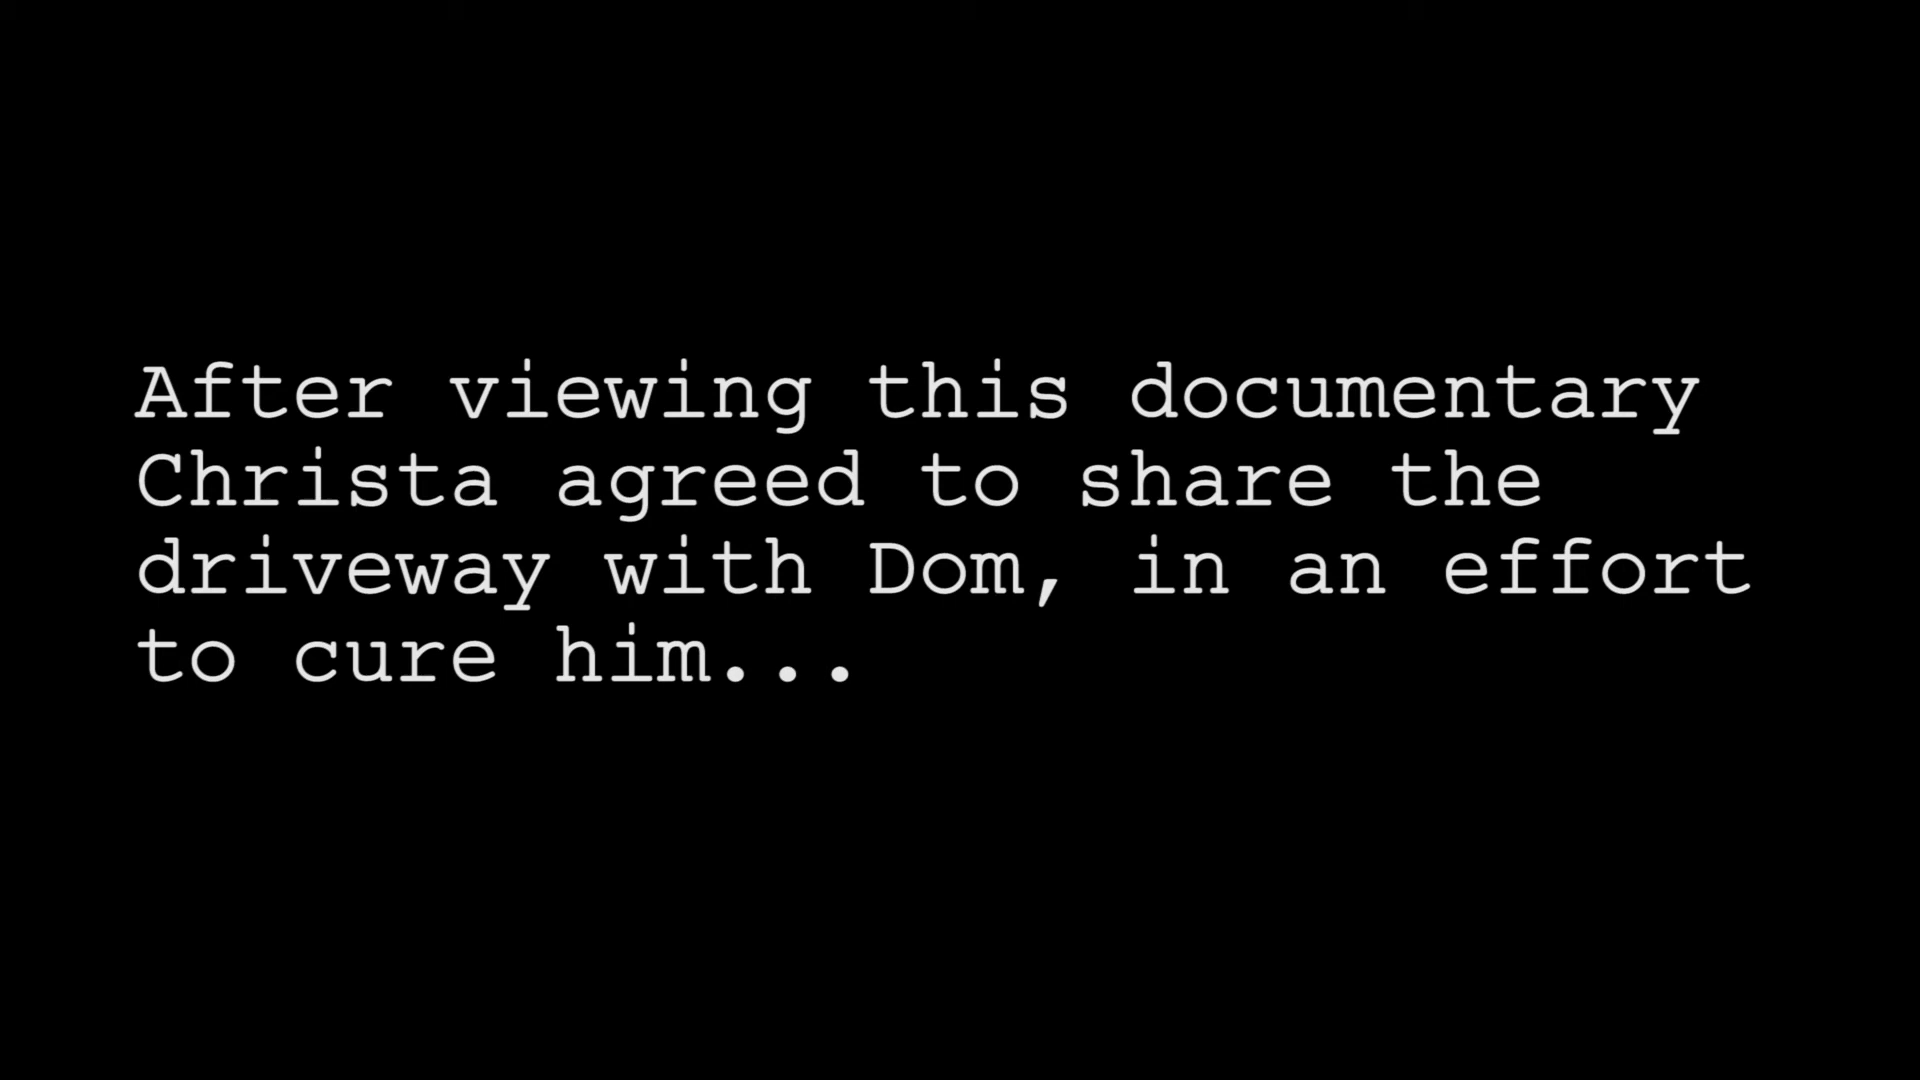 After viewing this documentary
Christa agreed to share the
driveway with Dom, in an effort
to cure him...